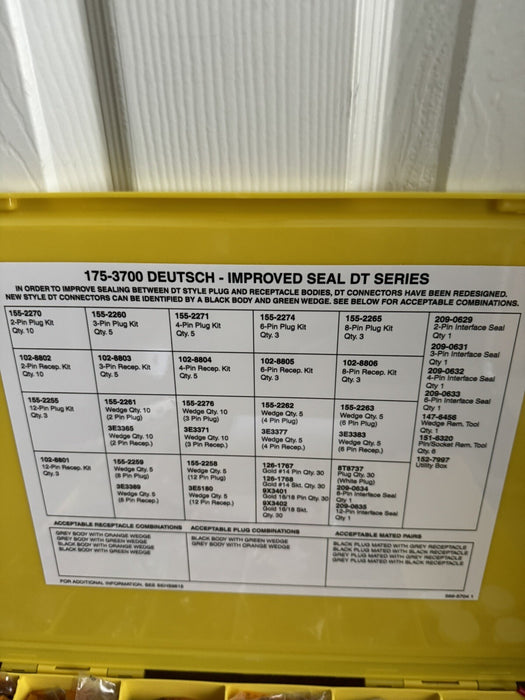 175-3700 DEUTSCH - IMPROVED SEAL DT SERIES
IN ORDER TO IMPROVE SEALING BETWEEN DT STYLE PLUG AND RECEPTACLE BODIES, DT CONNECTORS HAVE BEEN REDESIGNED.
NEW STYLE DT CONNECTORS CAN BE IDENTIFIED BY A BLACK BODY AND GREEN WEDGE. SEE BELOW FOR ACCEPTABLE COMBINATIONS.
155-2270
2-Pin Plug Kit
Qty. 10
155-2260
3-Pin Plug Kit
Qty. 5
155-2271
4-Pin Plug Kit
Qty. 5
155-2274
6-Pin Plug Kit
Qty. 3
155-2265
8-Pin Plug Kit
Qty. 3
209-0629
2-Pin Interface Seal
Qty 1
209-0631
3-Pin Interface Seal
Qty 1
209-0632
4-Pin Interface Seal
Qty 1
209-0633
6-Pin Interface Seal
Qty 1
147-6456
Wedge Rem. Tool
Qty. 1
151-6320
Pin/Socket Rem. Tool
Qty. 6
152-7997
Utility Box
102-8802
2-Pin Recep. Kit
Qty. 10
102-8803
3-Pin Recep. Kit
Qty. 5
102-8804
4-Pin Recep. Kit
Qty. 5
102-8805
6-Pin Recep. Kit
Qty. 3
102-8806
8-Pin Recep. Kit
Qty. 3
155-2255
12-Pin Plug Kit
Qty. 3
155-2261
Wedge Qty. 10
(2 Pin Plug)
3E3365
Wedge Qty. 10
(2 Pin Recep.)
155-2276
Wedge Qty. 10
(3 Pin Plug)
3E3371
Wedge Qty. 10
(3 Pin Recep.)
155-2262
Wedge Qty. 5
(4 Pin Plug)
3E3377
Wedge Qty. 5
(4 Pin Recep.)
155-2263
Wedge Qty. 5
(6 Pin Plug)
3E3383
Wedge Qty. 5
(6 Pin Recep.)
102-8801
12-Pin Recep. Kit
Qty. 3
155-2259
Wedge Qty. 5
(8 Pin Plug)
3E3389
Wedge Qty. 5
(8 Pin Recep.)
155-2258
Wedge Qty. 5
(12 Pin Plug)
3E5180
Wedge Qty. 5
(12 Pin Recep.)
126-1767
Gold #14 Pin Qty. 30
126-1768
Gold #14 Skt. Qty. 30
9X3401
Gold 16/18 Pin Qty. 30
9X3402
Gold 16/18 Skt.
Qty. 30
8T8737
Plug Qty. 30
(White Plug)
209-0634
8-Pin Interface Seal
Qty 1
209-0635
12-Pin Interface Seal
Qty 1
ACCEPTABLE RECEPTACLE COMBINATIONS
GREY BODY WITH ORANGE WEDGE
GREY BODY WITH GREEN WEDGE
BLACK BODY WITH ORANGE WEDGE
BLACK BODY WITH GREEN WEDGE
ACCEPTABLE PLUG COMBINATIONS
BLACK BODY WITH GREEN WEDGE
GREY BODY WITH ORANGE WEDGE
ACCEPTABLE MATED PAIRS
BLACK PLUG MATED WITH GREY RECEPTACLE
BLACK PLUG MATED WITH BLACK RECEPTACLE
GREY PLUG MATED WITH GREY RECEPTACLE
GREY PLUG MATED WITH BLACK RECEPTACLE
FOR ADDITIONAL INFORMATION, SEE